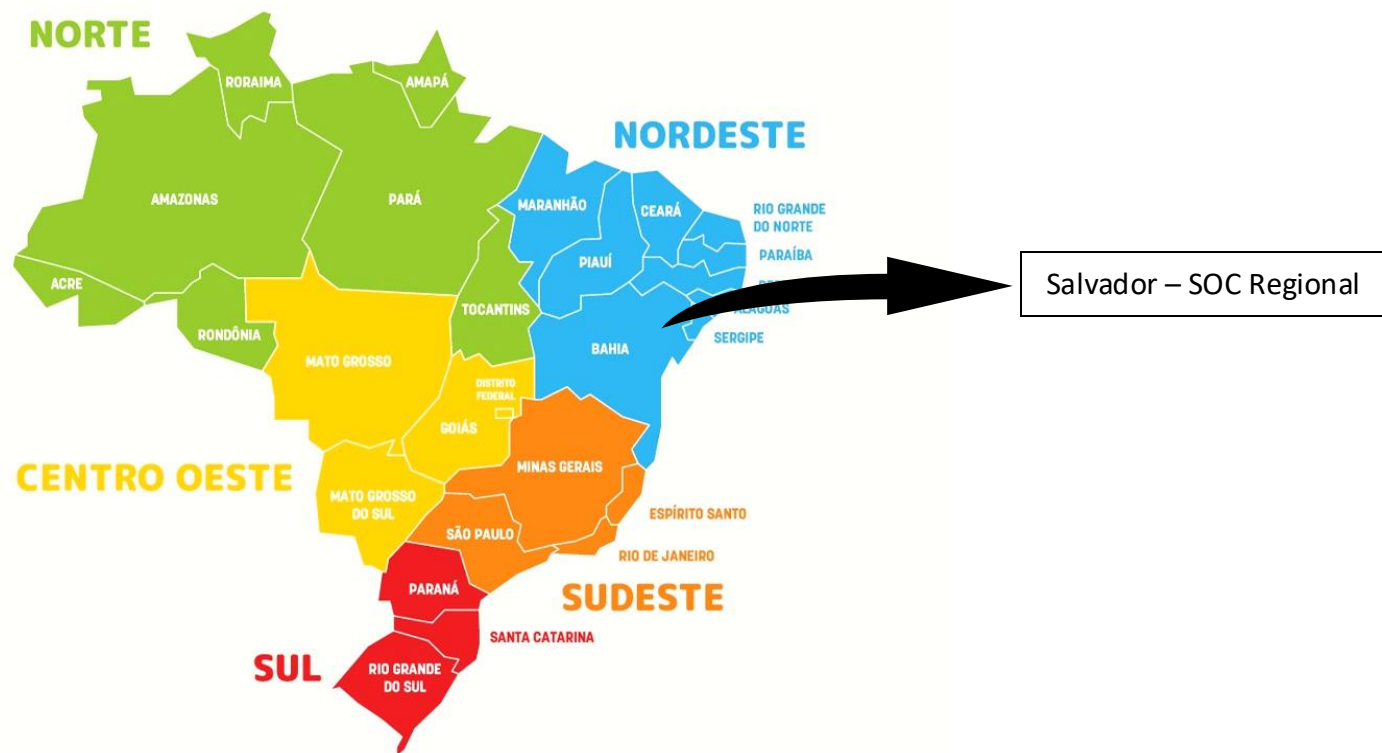 NORTE
RORAIMA
AMAPÁ
NORDESTE
AMAZONAS
PARÁ
MARANHÃO
CEARÁ
RIO GRANDE
DO NORTE
PIAUÍ
PARAÍBA
ACRE
Salvador – SOC Regional
TOCANTINS
ALAGOAS
RONDÔNIA
SERGIPE
BAHIA
MATO GROSSO
DISTRITO
FEDERAL
GOIÁS
CENTRO OESTE
MINAS GERAIS
MATO GROSSO
DO SUL
ESPÍRITO SANTO
SÃO PAULO
RIO DE JANEIRO
PARANÁ
SUDESTE
SANTA CATARINA
SUL
RIO GRANDE
DO SUL